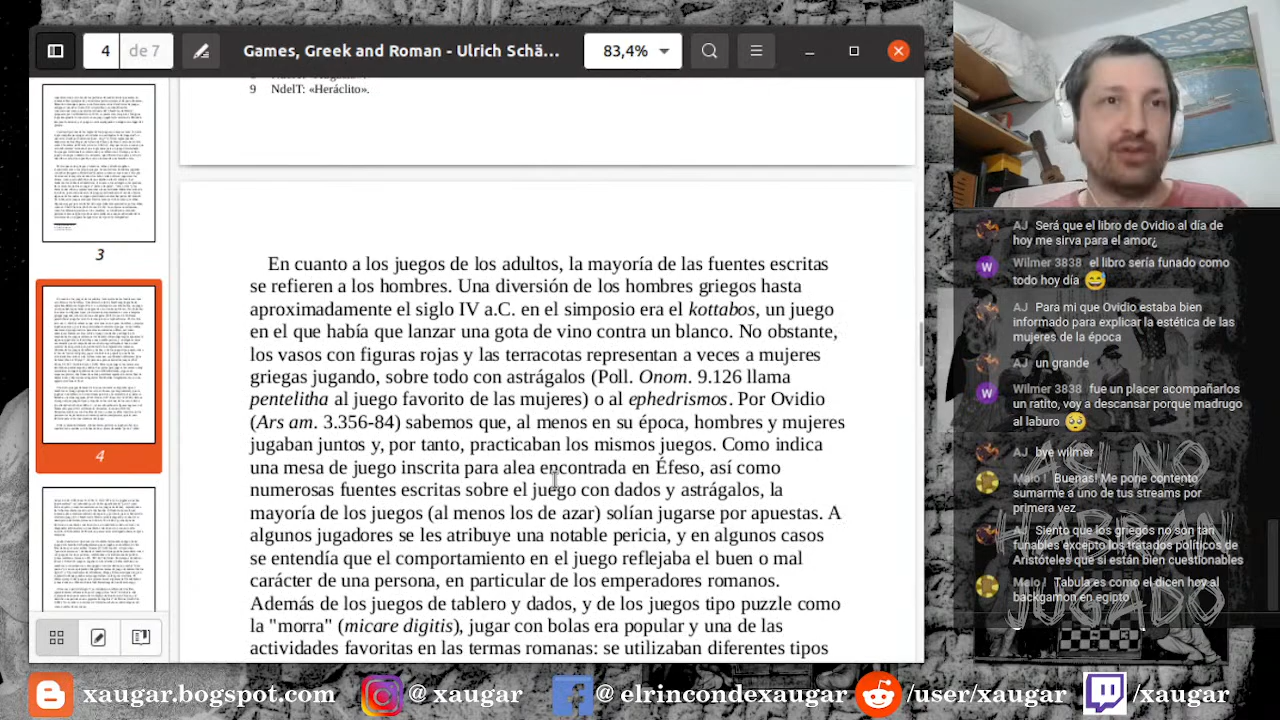 4 de 7
Games, Greek and Roman - Ulrich Schä...
83,4%
9 NdelT: «Heráclito».
En cuanto a los juegos de los adultos, la mayoría de las fuentes escritas
se refieren a los hombres. Una diversión de los hombres griegos hasta
aproximadamente el siglo IV a.C. en el simposio era el kottabos, un juego
en el que había que lanzar una gota de vino contra un blanco. No obstante,
los vasos con figuras rojas y las terracotas representan a veces a mujeres
griegas jugando, sobre todo con astrágalos (Poll. Onom. 9.126 llama
pentelitha al juego favorito de las mujeres) o al ephedrismos. Por Ovidio
(Ars am. 3.3563-84) sabemos que, al menos en su época, hombres y mujeres
jugaban juntos y, por tanto, practicaban los mismos juegos. Como indica
una mesa de juego inscrita para alea encontrada en Éfeso, así como
numerosas fuentes escritas sobre el juego con dados y astrágalos, la
mayoría de los juegos (al menos los de azar) solían jugarse por apuestas. A
algunos jugadores se les atribuye una notable pericia, y en algunos casos
se aludía que el comportamiento en el juego reflejaba el buen o mal
carácter de una persona, en particular de los emperadores romanos.
Además de los juegos de tablero y dados, y de los juegos tipo puzzle como
la "morra" (micare digitis), jugar con bolas era popular y una de las
actividades favoritas en las termas romanas: se utilizaban diferentes tipos
3
4
AJ Será que el libro de Ovidio al día de
hoy me sirva para el amor¿
Wilmer 3838 el libro sería funado como
todo hoy día
AJ Para mi que Ovidio estaba bien
informado para explicar la estética de las
mujeres de la época
AJ un grande
Wilmer 3838 fue un placer acompañarlos
un ratito, voy a descansar porque madrugo
al laburo
AJ bye wilmer
Malo ! Buenas! Me pone contento
sumarme a uno de tus streams por
primera vez
AJ Siento que los griegos no son tan
funables excepto los tratados políticos de
Aristóteles que si están bien cuestionables
Malo ! Tabula es como el dicen hoy al
backgamon en egipto
ASÍ NO
JUGADO
xaugar.bogspot.com
@ xaugar
@ elrincondexaugar
/user/xaugar
/xaugar